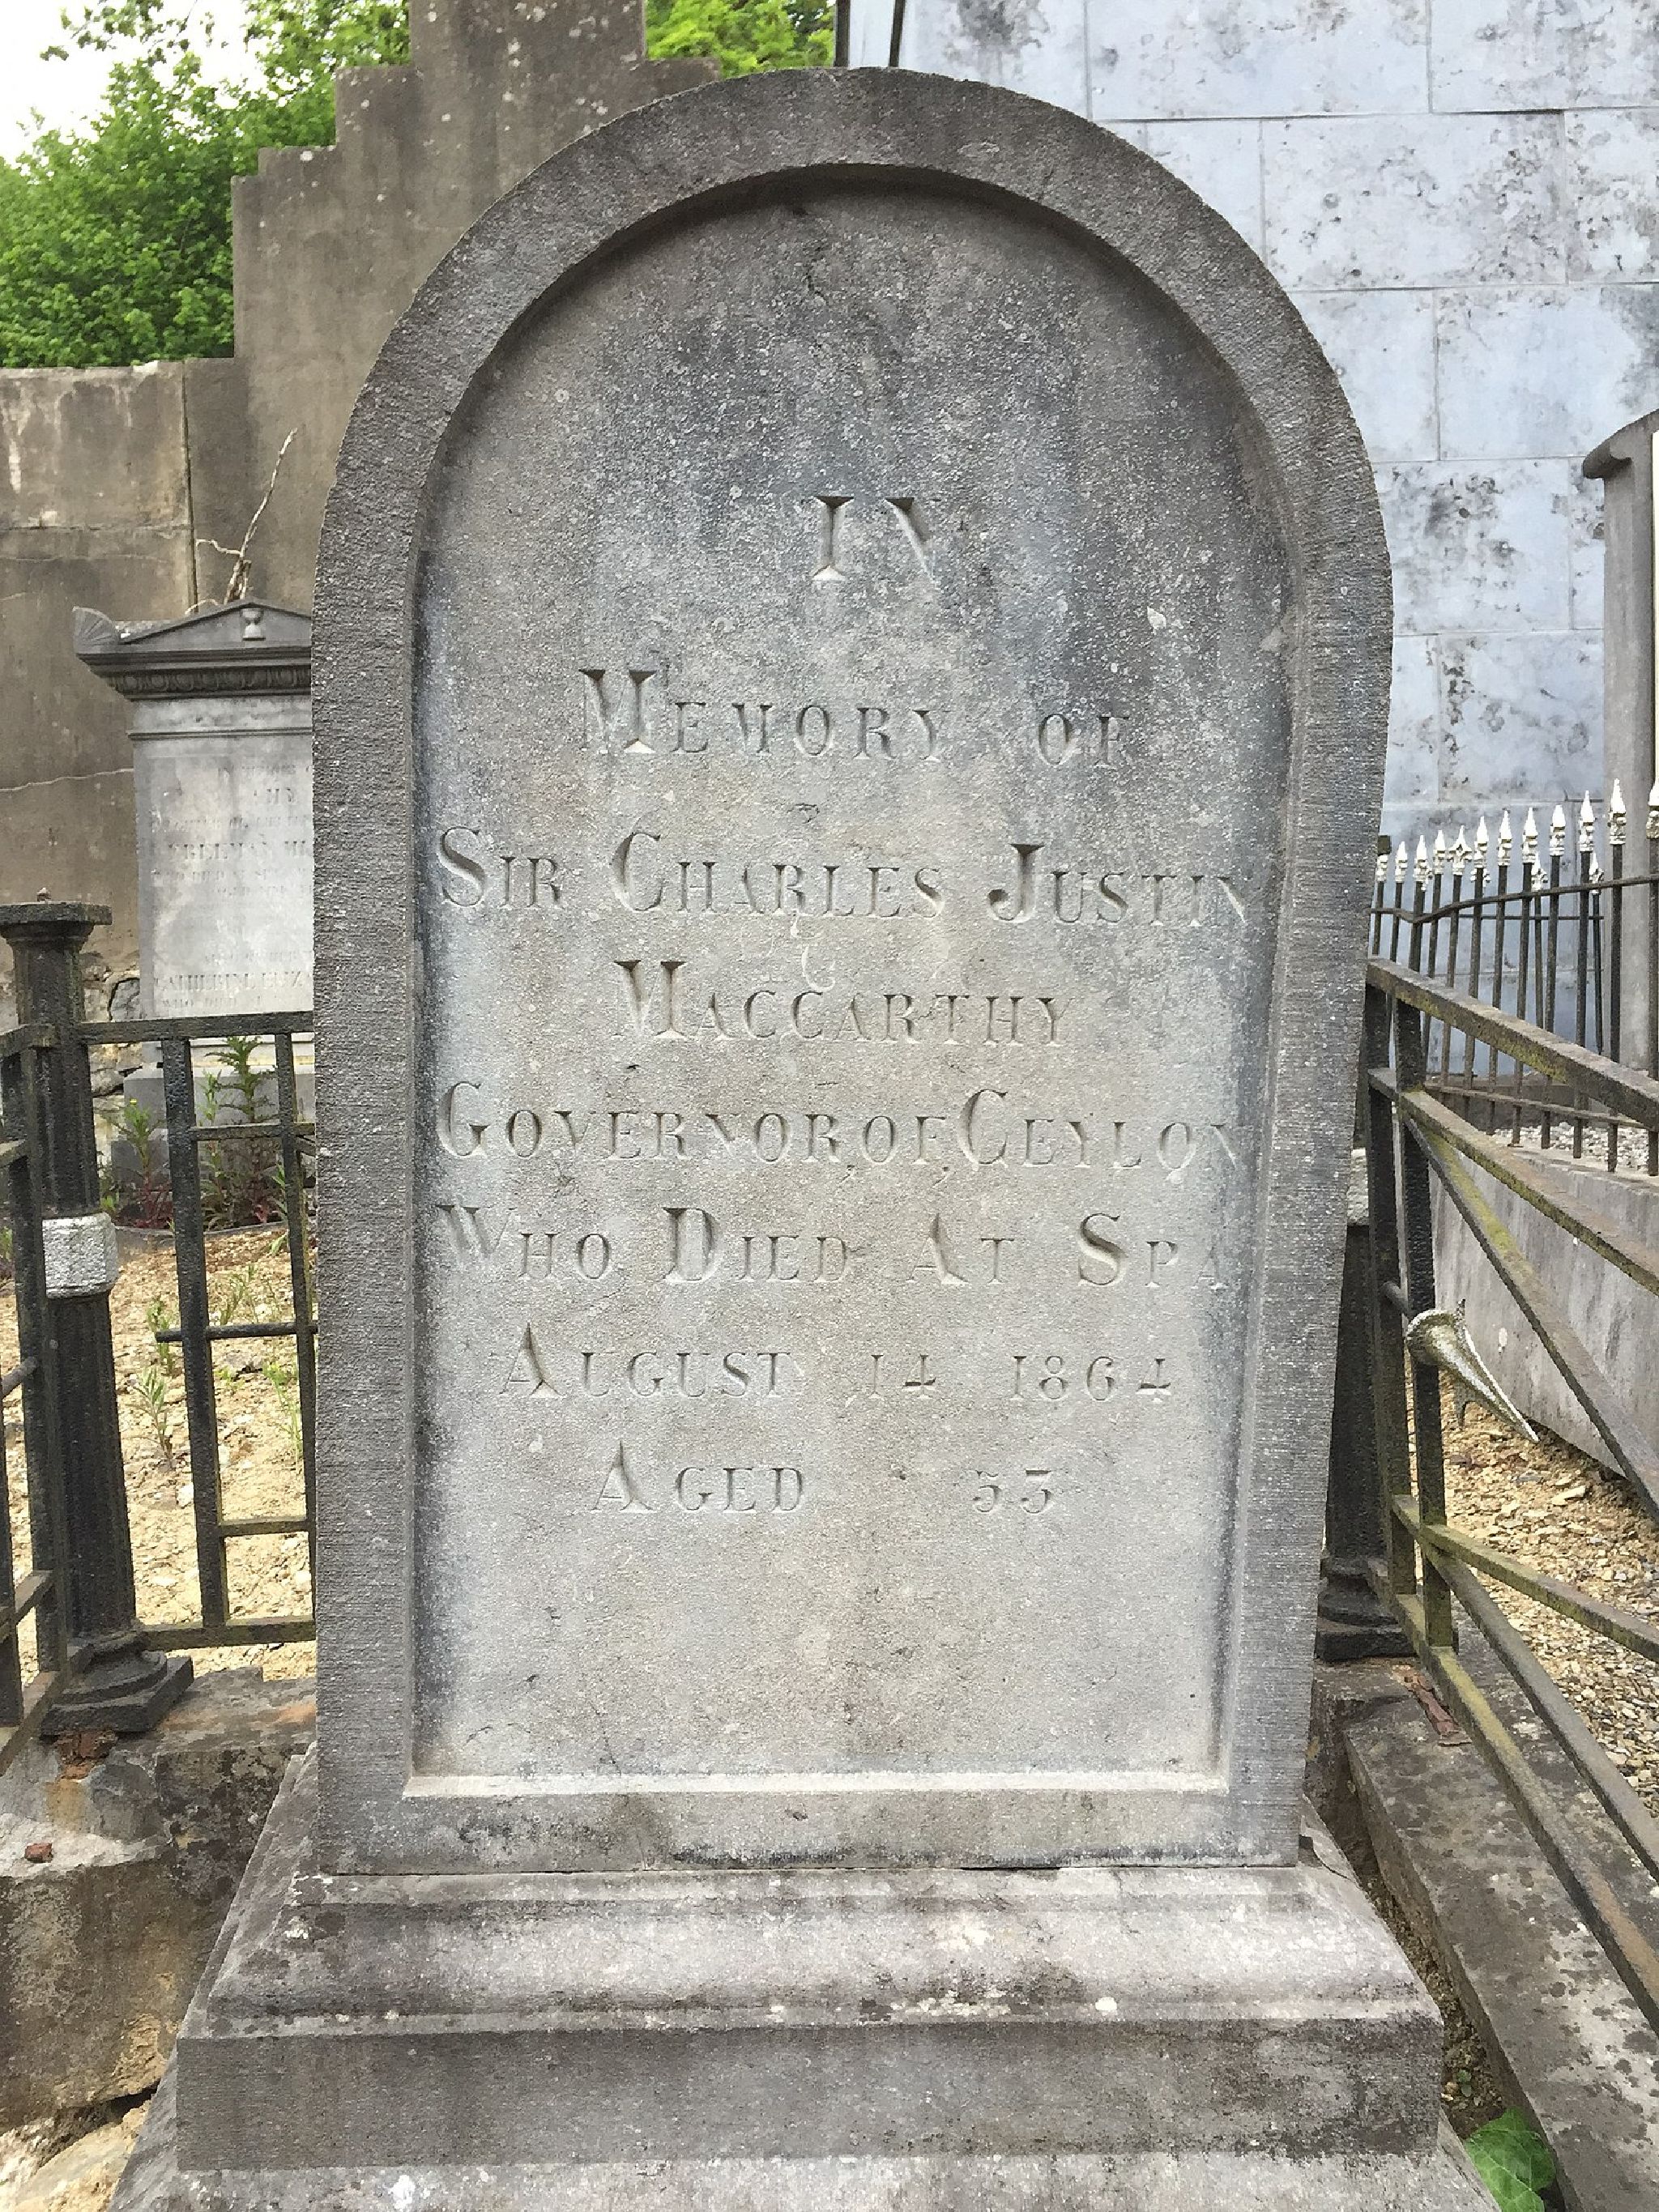 IN
MEMORY OF
SIR CHARLES JUSTIN
MACCARTHY
GOVERNOR, OF, CEYLON
WHO DIED AT SPA
AUGUST 14 1864
AGED 53